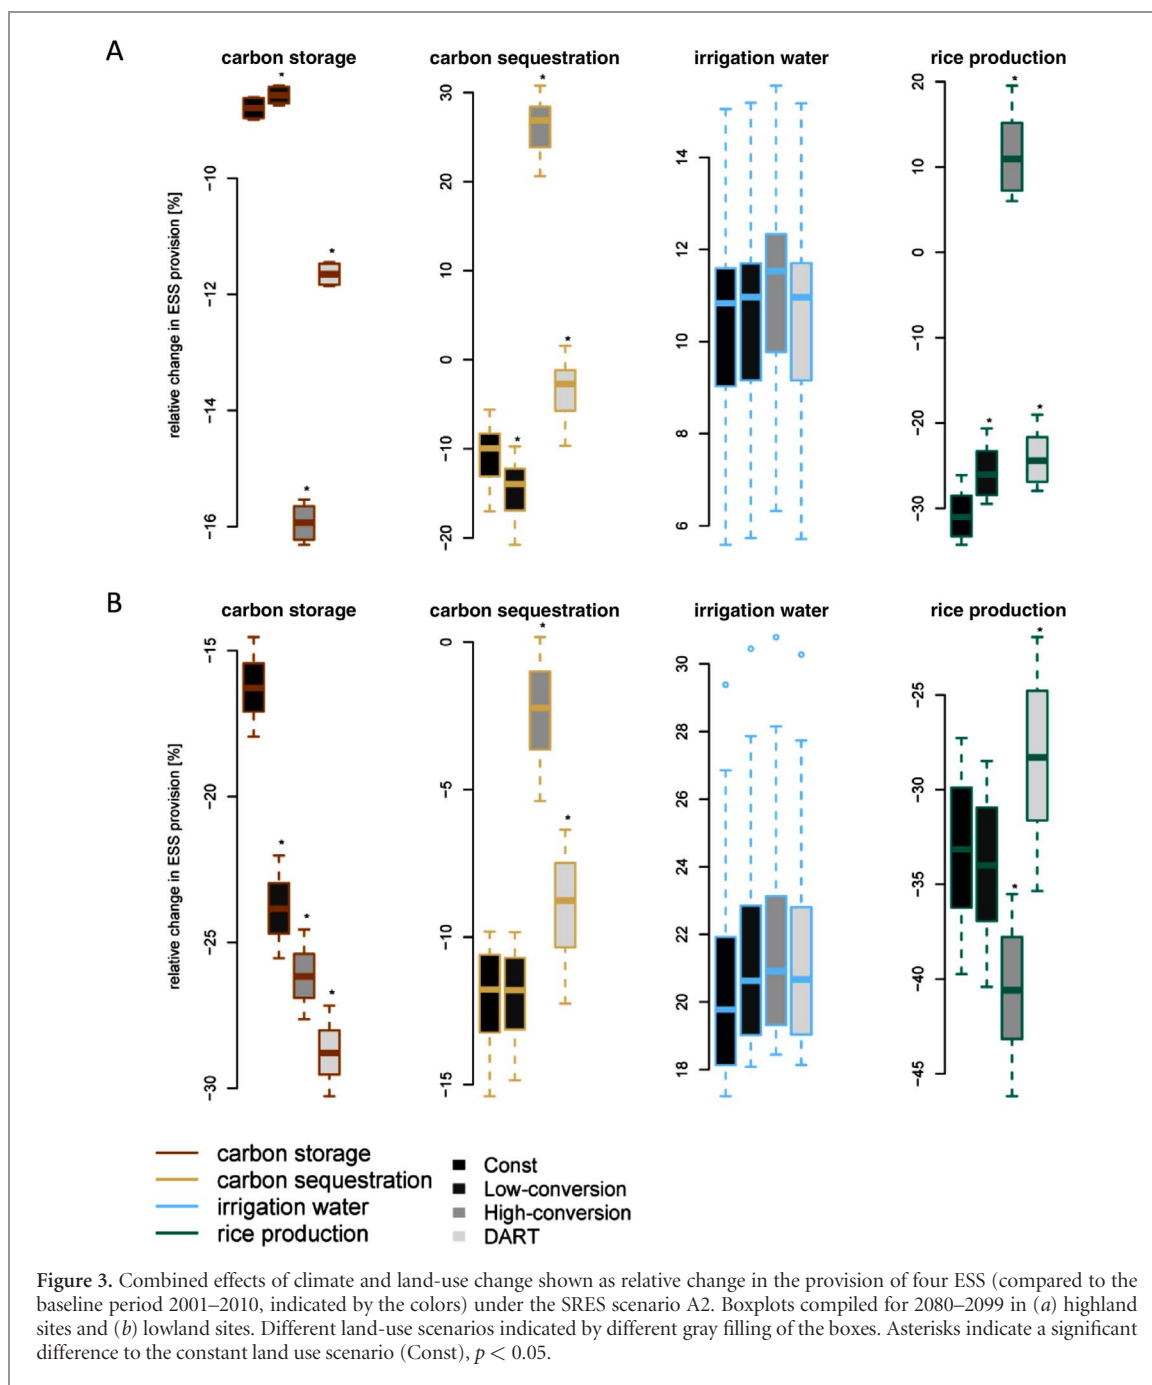 A
carbon storage
carbon sequestration
irrigation water
rice production
relative change in ESS provision [%]
-10
-12
-14
-16
*
*
*
30
20
10
0
-10
-20
*
*
*
14
12
10
8
6
20
10
0
-10
-20
-30
*
*
*
B
carbon storage
carbon sequestration
irrigation water
rice production
relative change in ESS provision [%]
-15
-20
-25
-30
*
*
*
0
-5
-10
-15
*
*
30
28
26
24
22
20
18
-25
-30
-35
-40
-45
*
*
carbon storage
carbon sequestration
irrigation water
rice production
Const
Low-conversion
High-conversion
DART
Figure 3. Combined effects of climate and land-use change shown as relative change in the provision of four ESS (compared to the
baseline period 2001–2010, indicated by the colors) under the SRES scenario A2. Boxplots compiled for 2080–2099 in (a) highland
sites and (b) lowland sites. Different land-use scenarios indicated by different gray filling of the boxes. Asterisks indicate a significant
difference to the constant land use scenario (Const), p < 0.05.